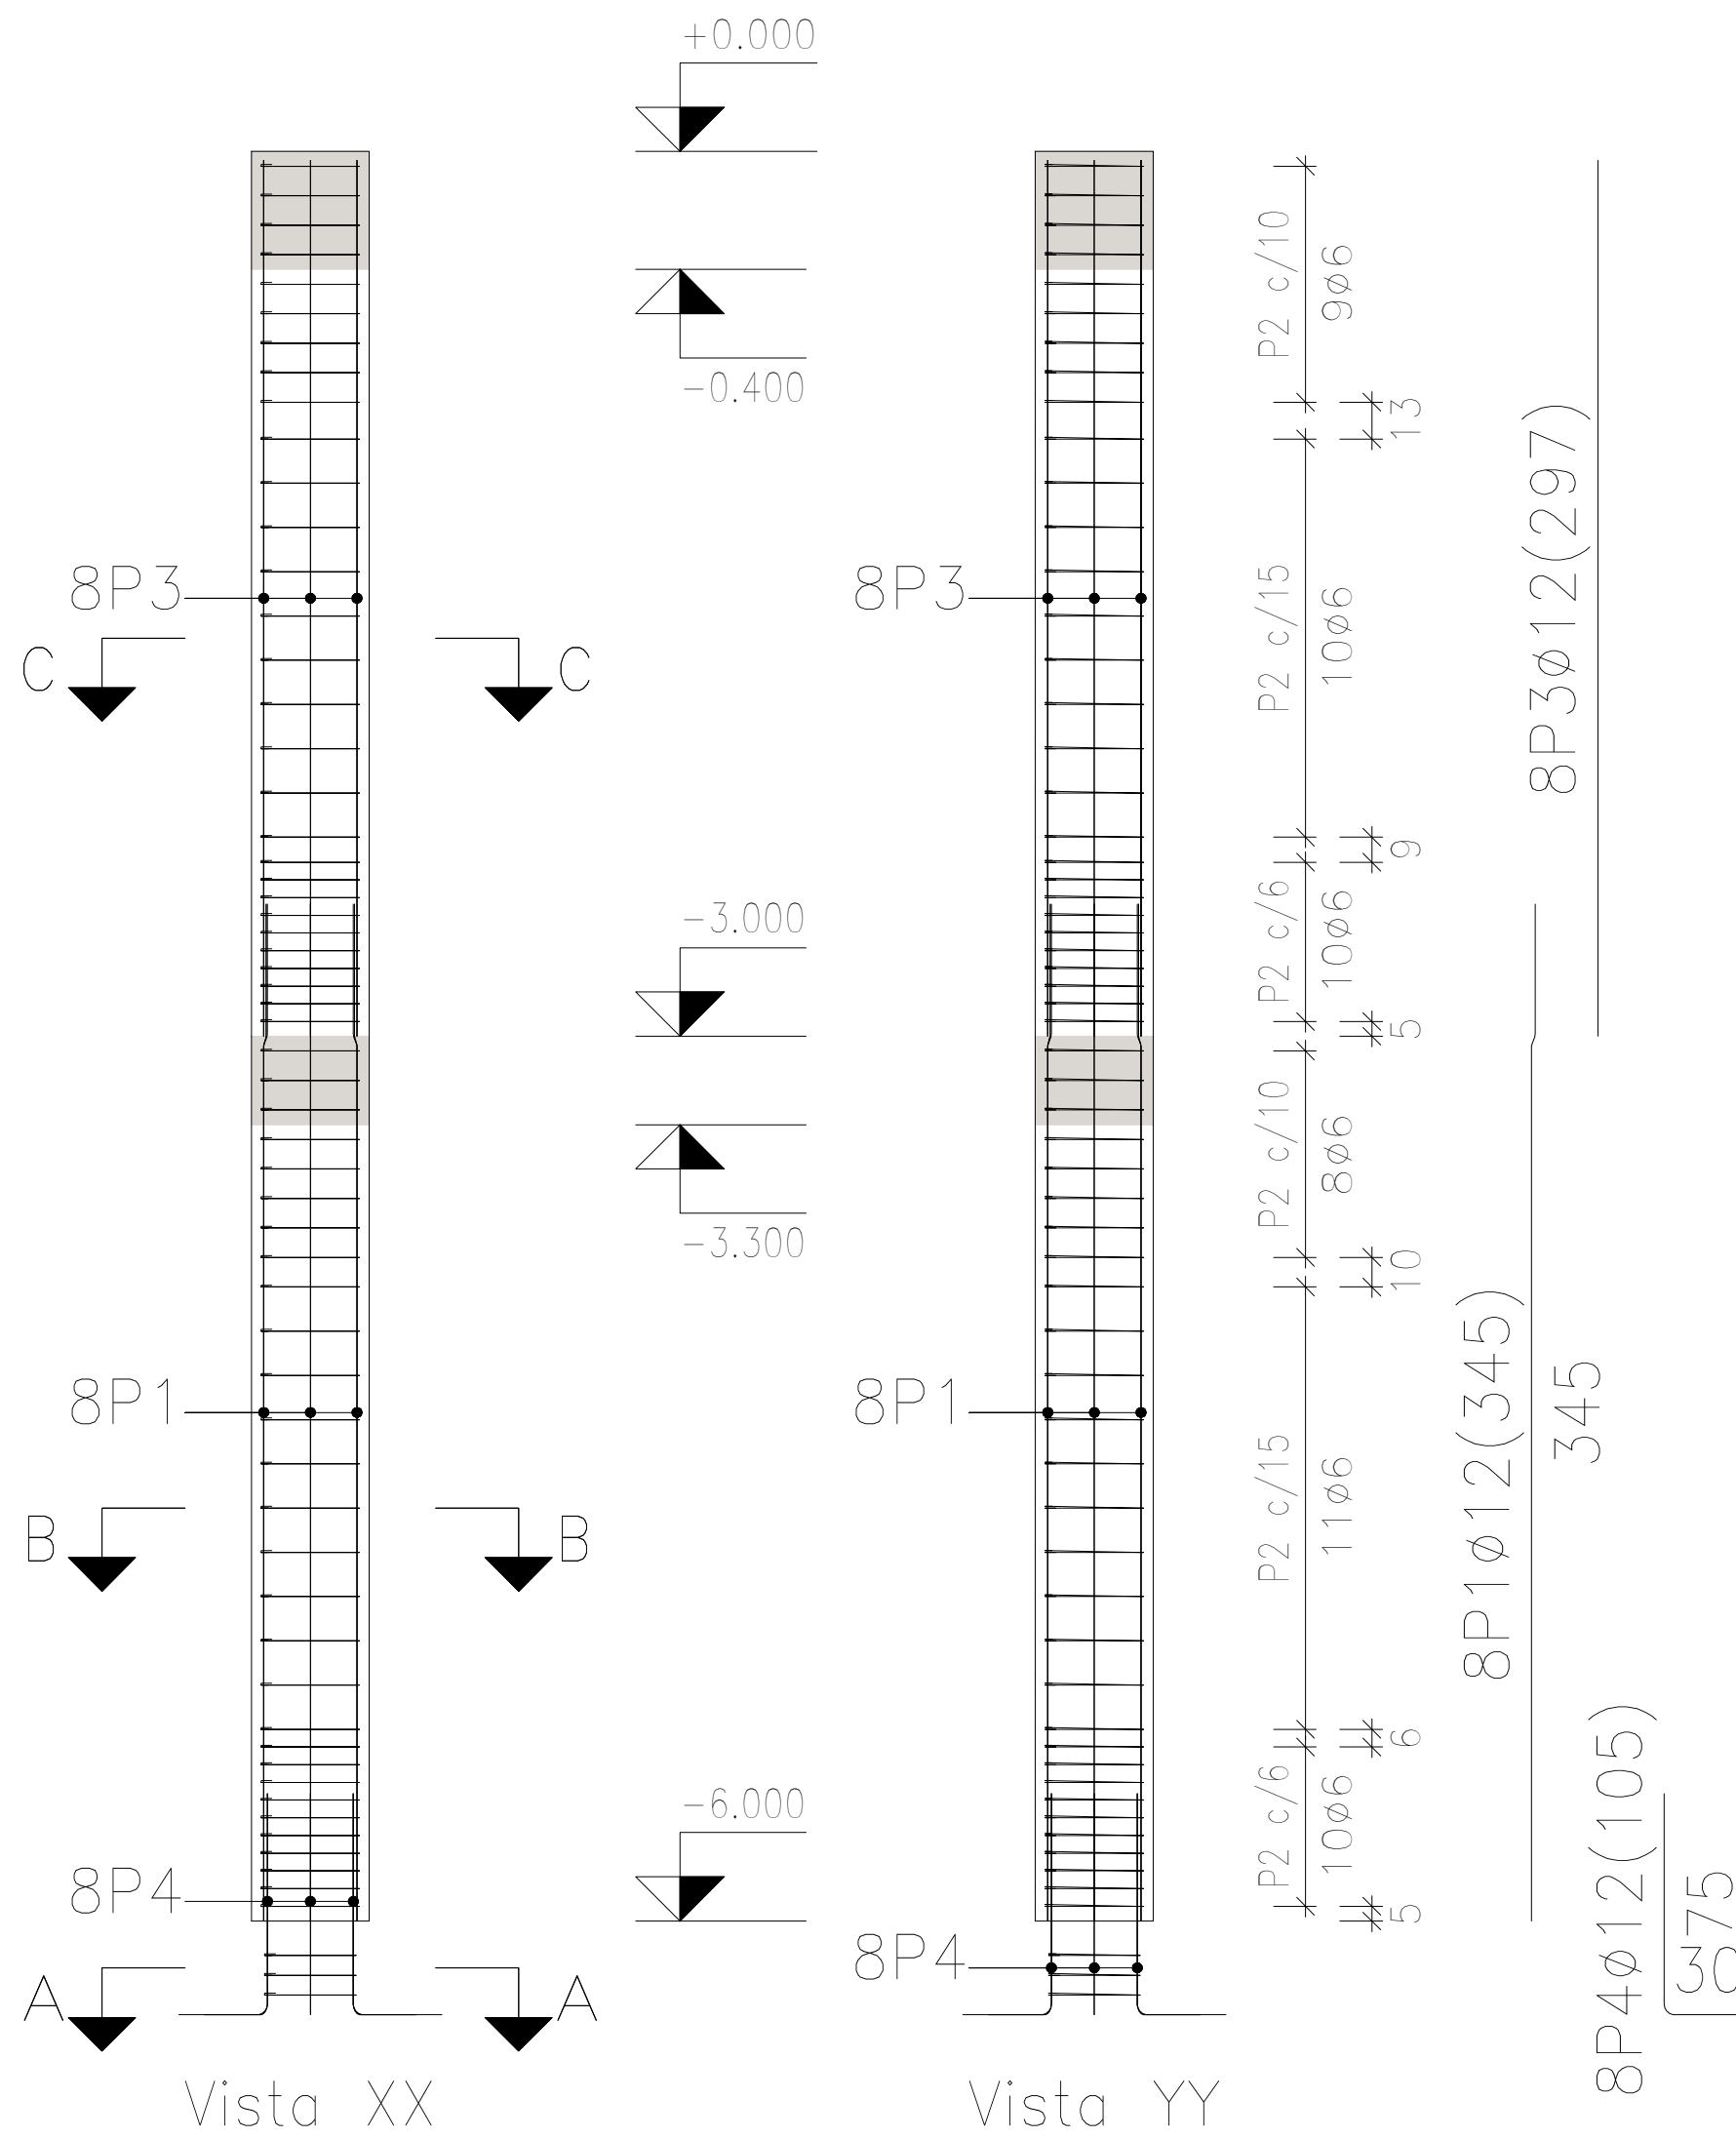 +0.000
-0.400
8P3
8P3
C
C
-3.000
-3.300
8P1
8P1
B
B
-6.000
8P4
8P4
A
A
Vista XX
Vista YY
P2 c/10
9ø6
13
P2 c/15
10ø6
9
P2 c/6
10ø6
5
P2 c/10
8ø6
10
P2 c/15
11ø6
6
P2 c/6
10ø6
5
8P3ø12(297)
8P1ø12(345)
345
8P4ø12(105)
75
30